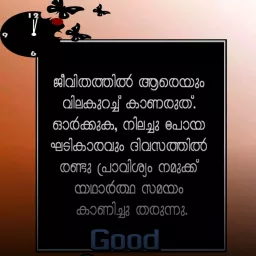 ജീവിതത്തിൽ ആരെയും
വിലകുറച്ച് കാണരുത്.
ഓർക്കുക, നിലച്ചു പോയ
ഘടികാരവും ദിവസത്തിൽ
രണ്ടു പ്രാവിശ്യം നമുക്ക്
യഥാർത്ഥ സമയം
കാണിച്ചു തരുന്നു.
Good